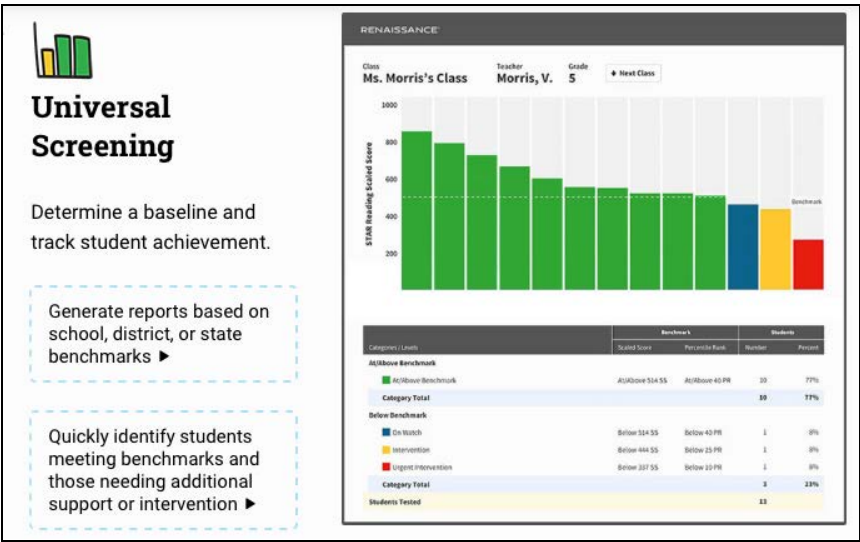 Universal
Screening
Determine a baseline and
track student achievement.
Generate reports based on
school, district, or state
benchmarks ▶
Quickly identify students
meeting benchmarks and
those needing additional
support or intervention ▶
RENAISSANCE
Class Teacher Grade
Ms. Morris's Class Morris, V. 5 Next Class
STAR Reading Scaled Score
1000
800
600
400
200
Benchmark
Benchmark Students
Categories / Levels Scaled Score Percentile Rank Number Percent
At/Above Benchmark
At/Above Benchmark At/Above 514 SS At/Above 40 PR 10 77%
Category Total 10 77%
Below Benchmark
On Watch Below 514 SS Below 40 PR 1 8%
Intervention Below 444 SS Below 25 PR 1 8%
Urgent Intervention Below 337 SS Below 10 PR 1 8%
Category Total 3 23%
Students Tested 13